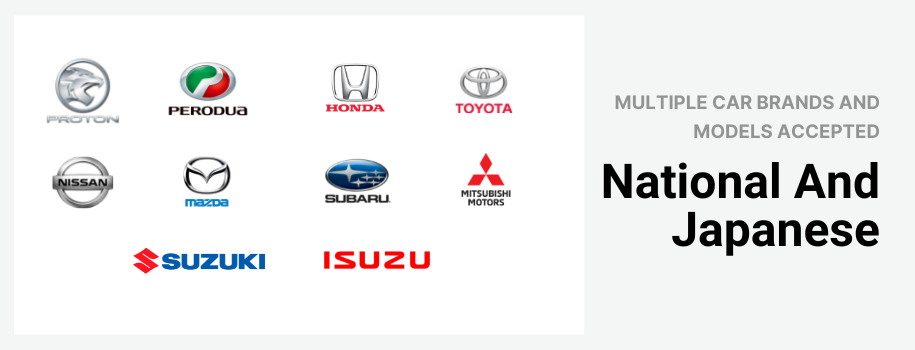 PROTON
PERODUA
HONDA
TOYOTA
NISSAN
mazda
SUBARU
MITSUBISHI
MOTORS
SUZUKI
ISUZU
MULTIPLE CAR BRANDS AND
MODELS ACCEPTED
National And
Japanese